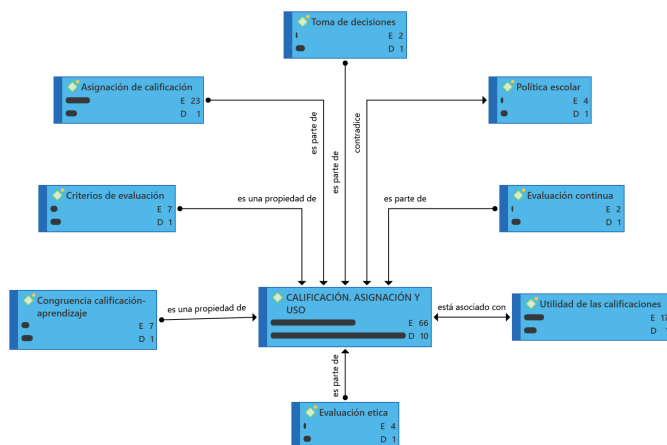 Toma de decisiones
E 2
D 1
Asignación de calificación
E 23
D 1
Política escolar
E 4
D 1
es parte de
es parte de
contradice
Criterios de evaluación
E 7
D 1
es una propiedad de
es parte de
Evaluación continua
E 2
D 1
Congruencia calificación-
aprendizaje
E 7
D 1
es una propiedad de
CALIFICACIÓN. ASIGNACIÓN Y
USO
E 66
D 10
está asociado con
Utilidad de las calificaciones
E 17
D 1
es parte de
Evaluación etica
E 4
D 1